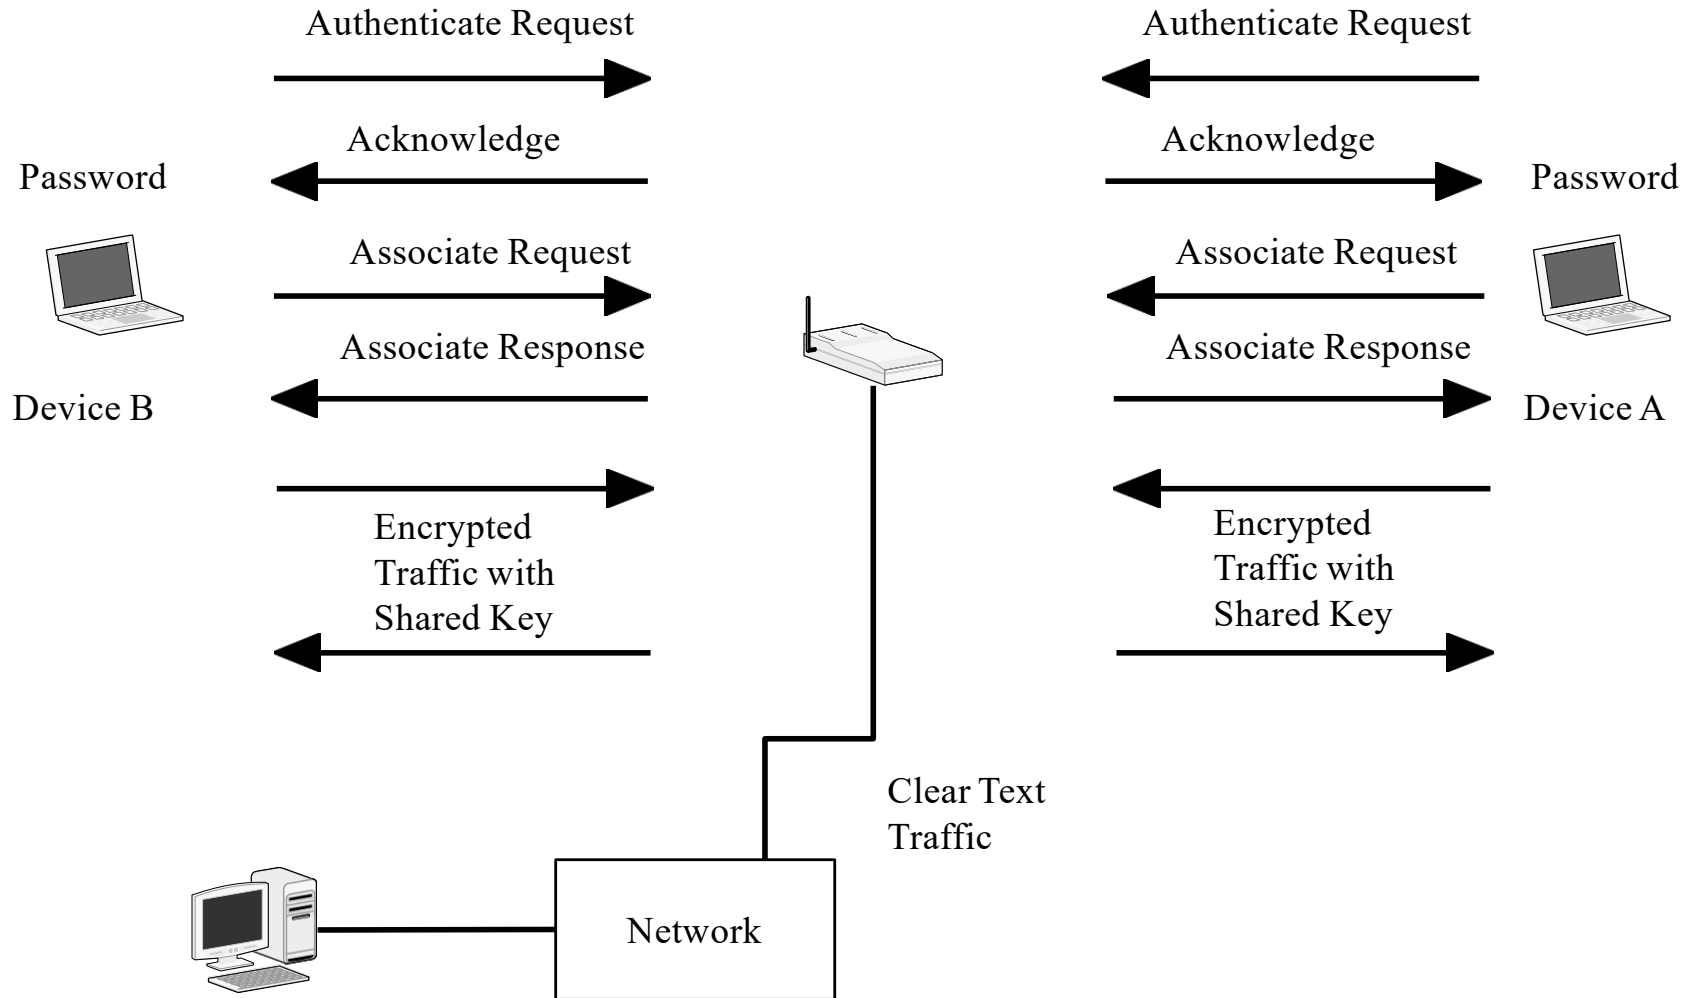 Authenticate Request
Authenticate Request
Acknowledge
Acknowledge
Password
Password
Associate Request
Associate Request
Associate Response
Associate Response
Device B
Device A
Encrypted
Traffic with
Shared Key
Encrypted
Traffic with
Shared Key
Clear Text
Traffic
Network